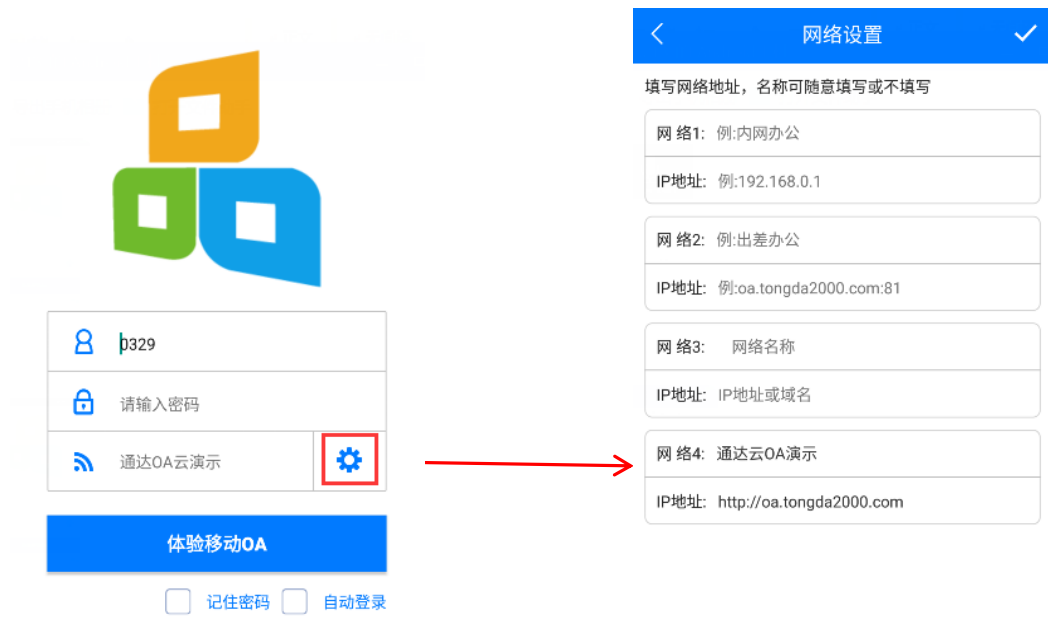 0329
请输入密码
通达OA云演示
体验移动OA
记住密码 自动登录
网络设置
填写网络地址，名称可随意填写或不填写
网 络1: 例:内网办公
IP地址: 例:192.168.0.1
网 络2: 例:出差办公
IP地址: 例:oa.tongda2000.com:81
网 络3: 网络名称
IP地址: IP地址或域名
网 络4: 通达云OA演示
IP地址: http://oa.tongda2000.com